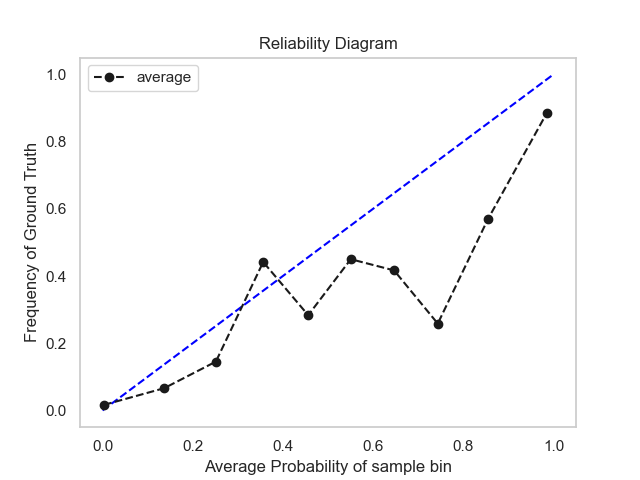 Reliability Diagram
average
Frequency of Ground Truth
1.0
0.8
0.6
0.4
0.2
0.0
0.0 0.2 0.4 0.6 0.8 1.0
Average Probability of sample bin